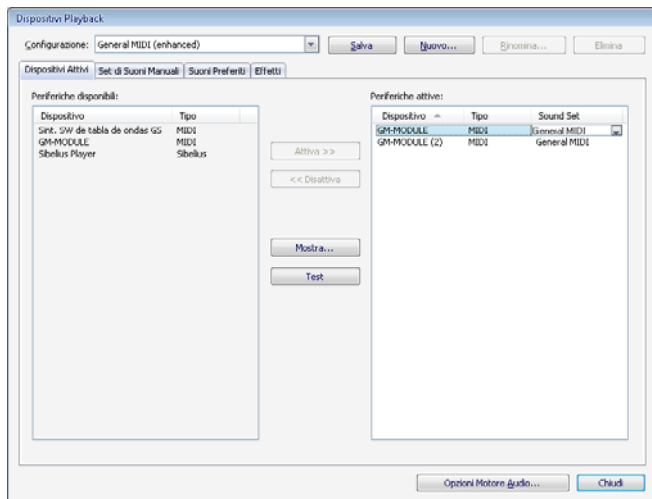 Dispositivi Playback
Configurazione: General MIDI (enhanced) Salva Nuovo... Rinomina... Elimina
Dispositivi Attivi Set di Suoni Manuali Suoni Preferiti Effetti
Periferiche disponibili: Periferiche attive:
Dispositivo Tipo Dispositivo Tipo Sound Set
Sint. SW de tabla de ondas GS MIDI GM-MODULE MIDI General MIDI
GM-MODULE MIDI GM-MODULE (2) MIDI General MIDI
Sibelius Player Sibelius
Attiva >>
<< Disattiva
Mostra...
Test
Opzioni Motore Audio... Chiudi